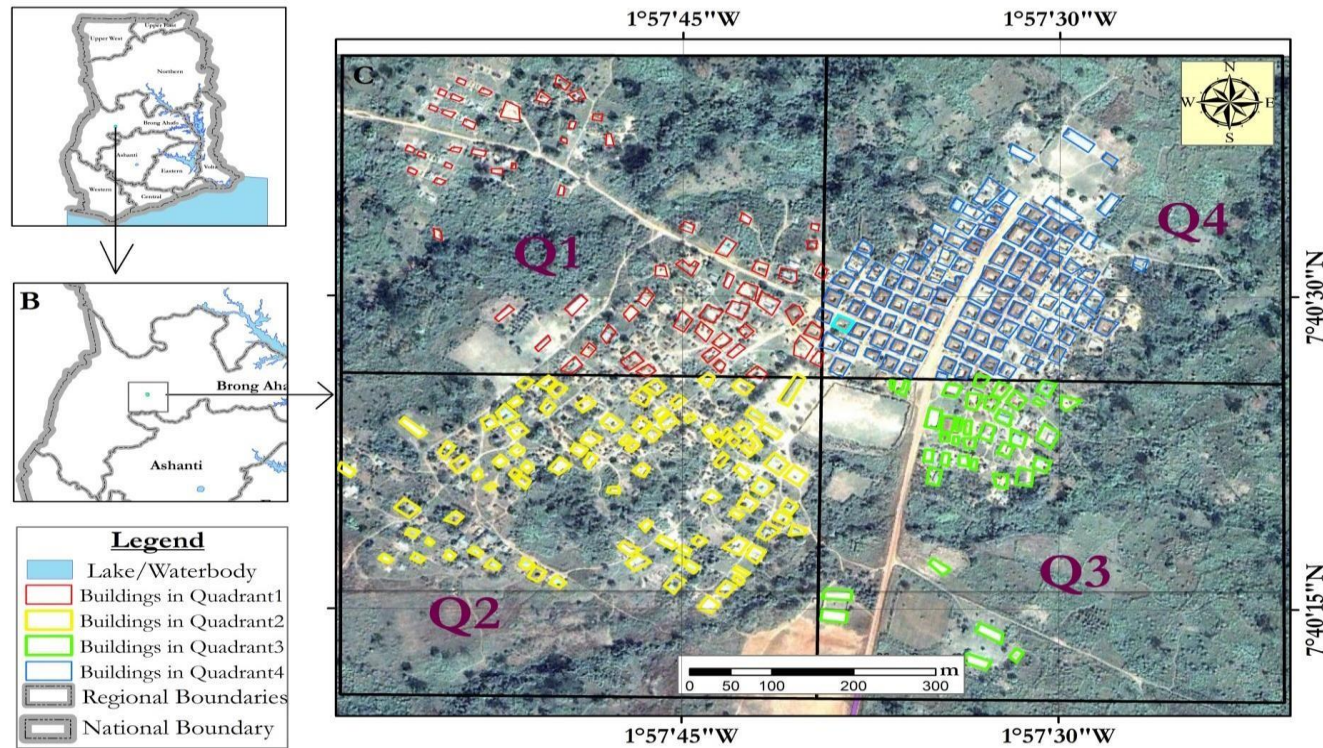 Upper West
Upper East
Northern
Brong Ahafo
Ashanti
Eastern
Volta
Western
Central
B
Brong Aha
Ashanti
Legend
Lake/Waterbody
Buildings in Quadrant1
Buildings in Quadrant2
Buildings in Quadrant3
Buildings in Quadrant4
Regional Boundaries
National Boundary
1°57'45"W
1°57'30"W
C
N
W
E
S
Q1
Q4
7°40'30"N
Q2
Q3
7°40'15"N
m
0 50 100 200 300
1°57'45"W
1°57'30"W